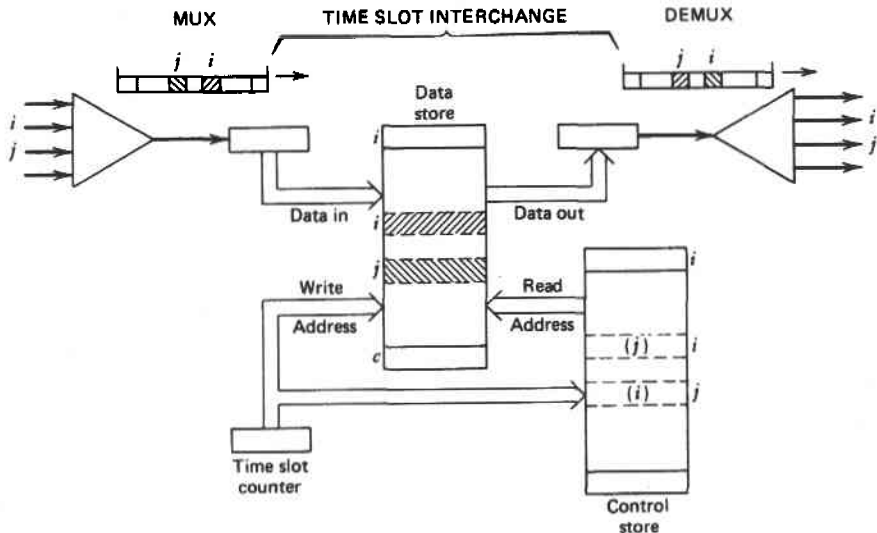 MUX
TIME SLOT INTERCHANGE
DEMUX
j i
j i
Data
store
i
i
j
i
i
j
Data in
Data out
i
j
i
Write
Address
Read
Address
(j) i
(i) j
c
Time slot
counter
Control
store